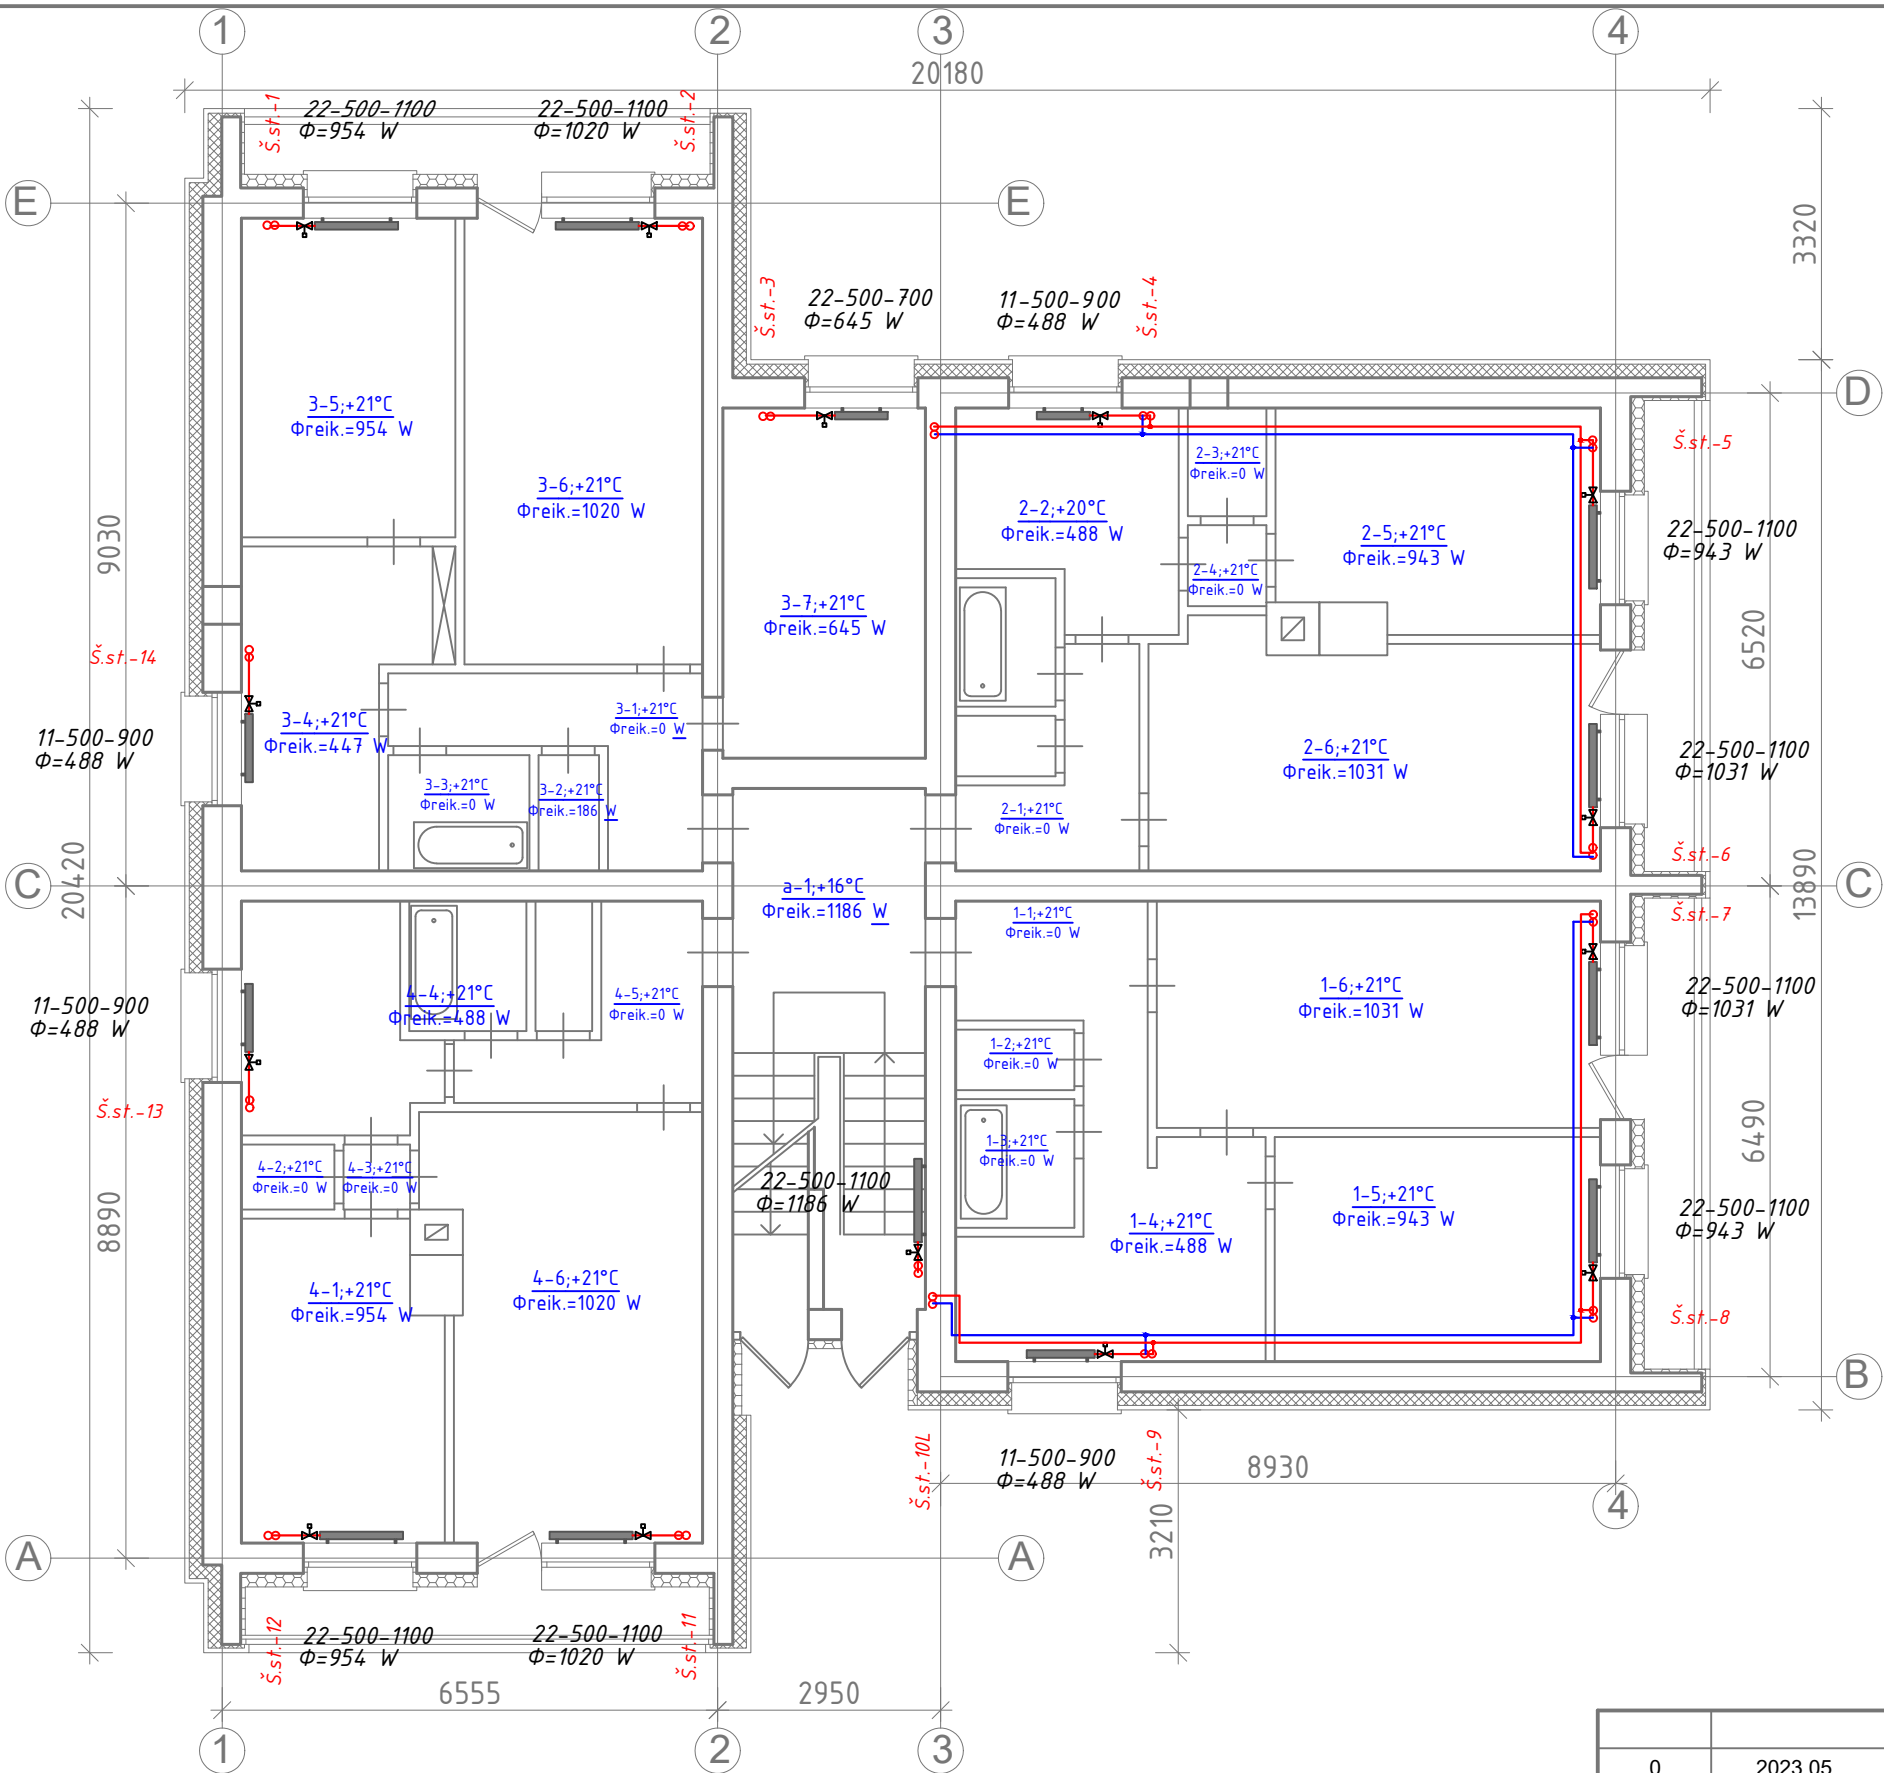 1
2
3
4
20180
Š.st.-1
22-500-1100
Φ=954 W
22-500-1100
Φ=1020 W
Š.st.-2
E
E
3320
Š.st.-3
22-500-700
Φ=645 W
11-500-900
Φ=488 W
Š.st.-4
D
3-5;+21°C
Φreik.=954 W
3-6;+21°C
Φreik.=1020 W
2-3;+21°C
Φreik.=0 W
Š.st.-5
9030
2-2;+20°C
Φreik.=488 W
2-5;+21°C
Φreik.=943 W
22-500-1100
Φ=943 W
2-4;+21°C
Φreik.=0 W
3-7;+21°C
Φreik.=645 W
6520
Š.st.-14
3-4;+21°C
Φreik.=447 W
3-1;+21°C
Φreik.=0 W
11-500-900
Φ=488 W
2-6;+21°C
Φreik.=1031 W
22-500-1100
Φ=1031 W
3-3;+21°C
Φreik.=0 W
3-2;+21°C
Φreik.=186 W
2-1;+21°C
Φreik.=0 W
Š.st.-6
20420
13890
C
C
a-1;+16°C
Φreik.=1186 W
1-1;+21°C
Φreik.=0 W
Š.st.-7
11-500-900
Φ=488 W
4-4;+21°C
Φreik.=488 W
4-5;+21°C
Φreik.=0 W
1-6;+21°C
Φreik.=1031 W
22-500-1100
Φ=1031 W
1-2;+21°C
Φreik.=0 W
Š.st.-13
6490
1-3;+21°C
Φreik.=0 W
4-2;+21°C
Φreik.=0 W
4-3;+21°C
Φreik.=0 W
22-500-1100
Φ=1186 W
1-5;+21°C
Φreik.=943 W
22-500-1100
Φ=943 W
8890
1-4;+21°C
Φreik.=488 W
4-1;+21°C
Φreik.=954 W
4-6;+21°C
Φreik.=1020 W
Š.st.-8
B
Š.st.-10L
11-500-900
Φ=488 W
Š.st.-9
8930
4
3210
A
A
Š.st.-12
22-500-1100
Φ=954 W
22-500-1100
Φ=1020 W
Š.st.-11
6555
2950
1
2
3
0
2023.05